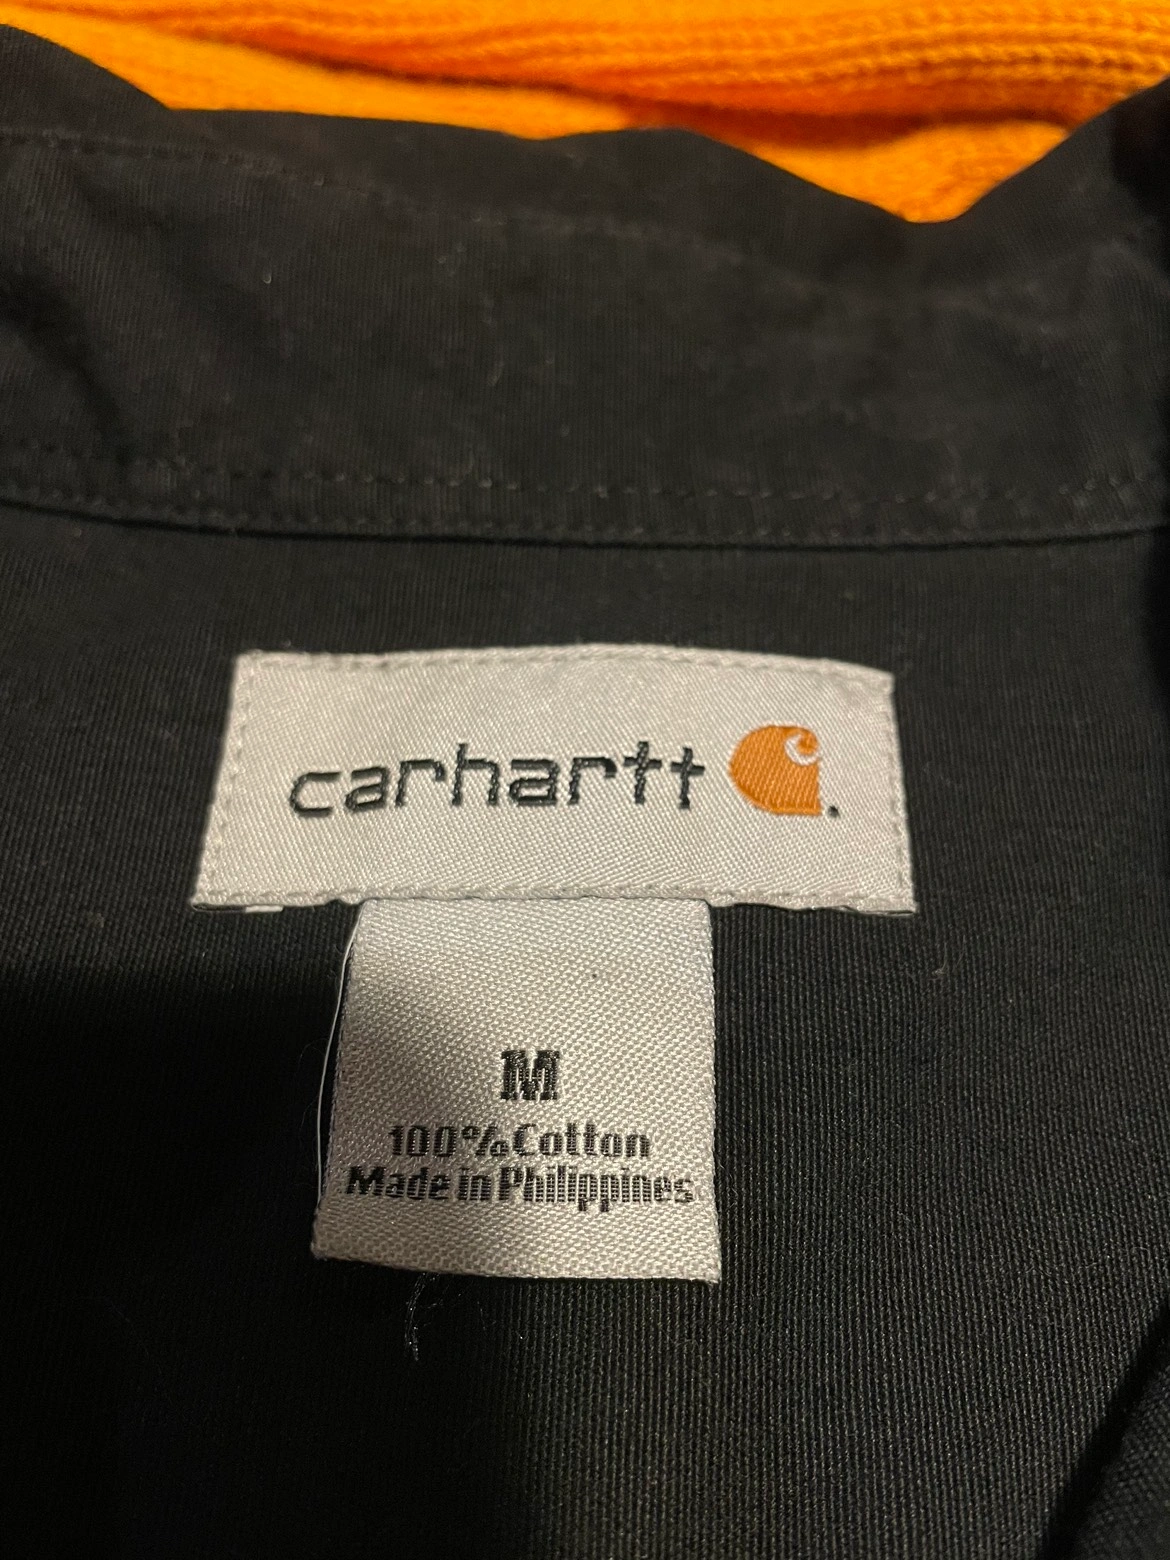 carhartt
M
100% Cotton
Made in Philippines